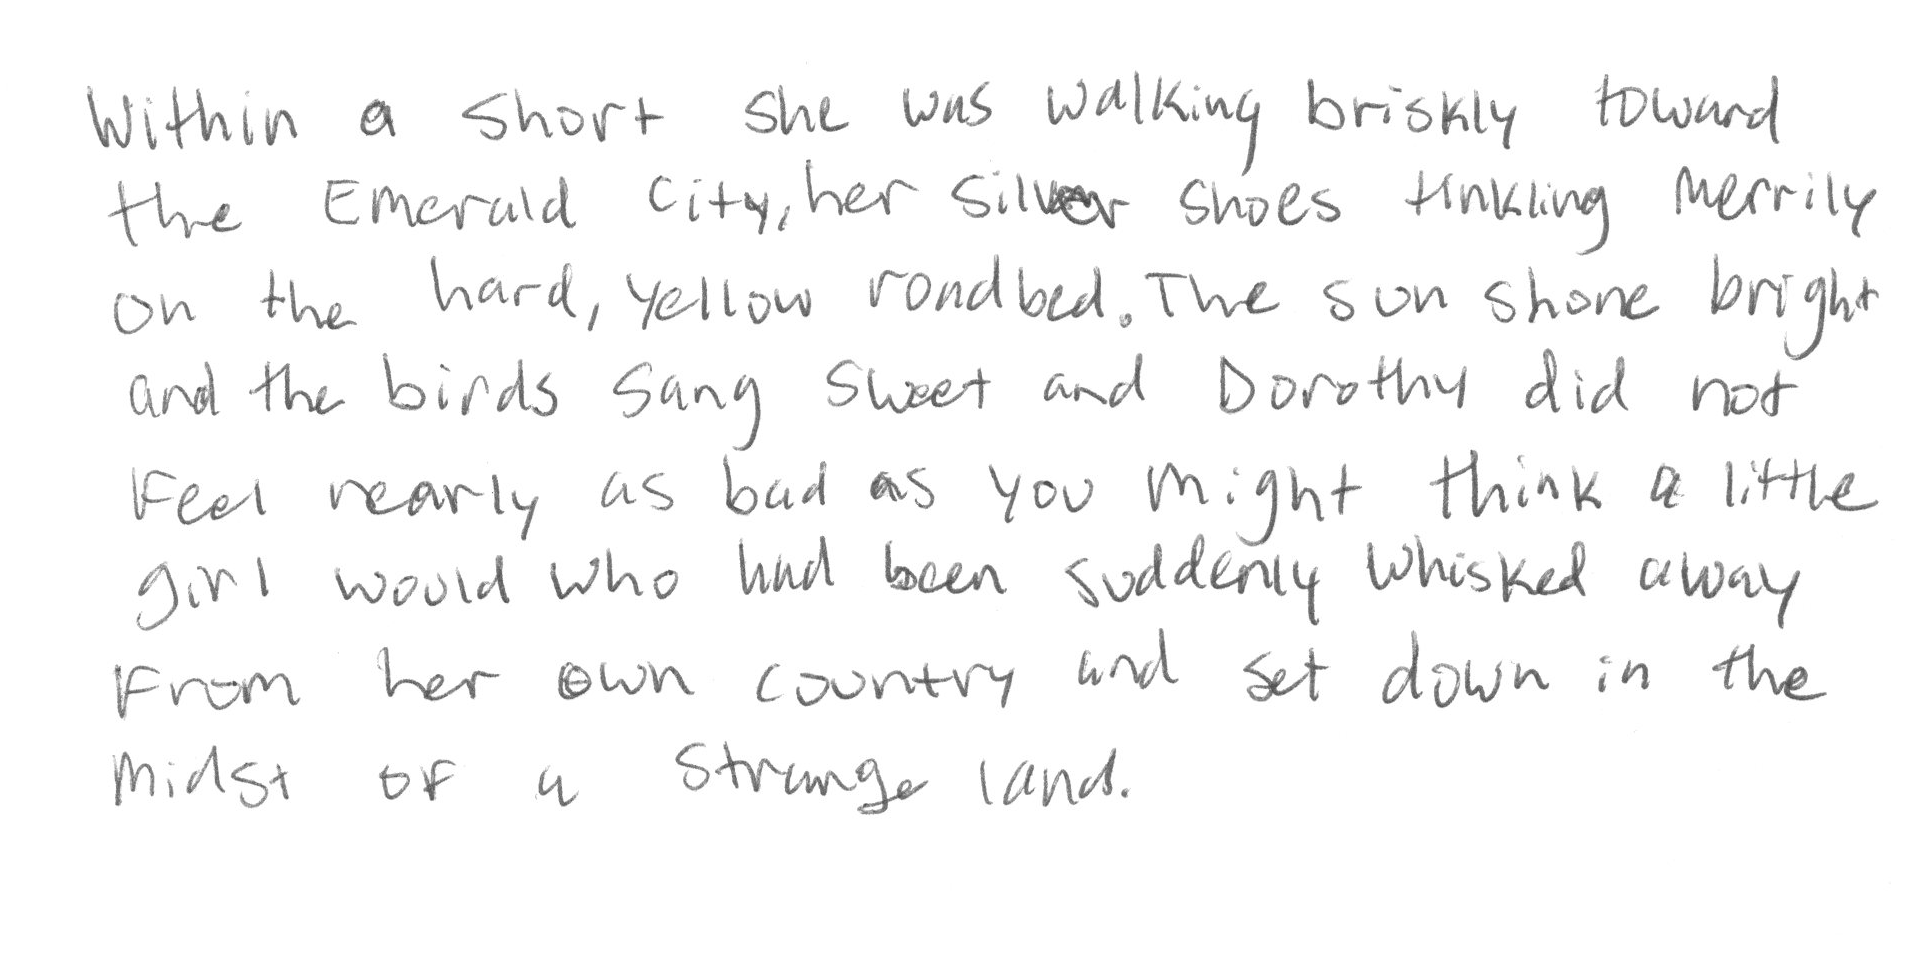 Within a short she was walking briskly toward
the Emerald City, her silver shoes tinkling merrily
on the hard, yellow roadbed. The sun shone bright
and the birds sang sweet and Dorothy did not
feel nearly as bad as you might think a little
girl would who had been suddenly whisked away
from her own country and set down in the
midst of a strange land.